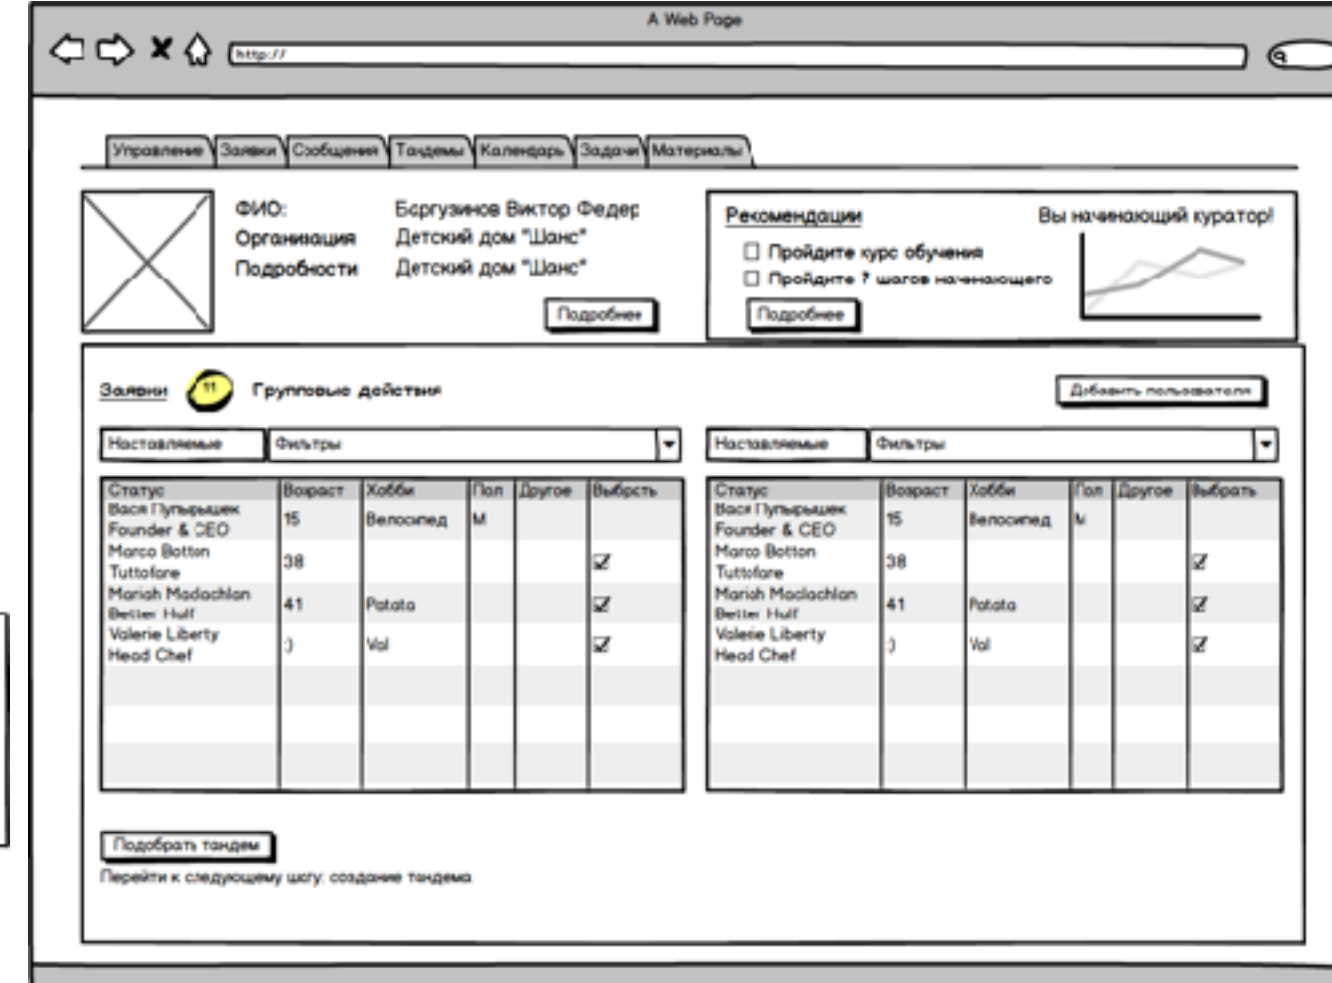 A Web Page
http://
Управление Заявки Сообщения Тандемы Календарь Задачи Материалы
ФИО: Баргузинов Виктор Федер
Организация Детский дом "Шанс"
Подробности Детский дом "Шанс"
Подробнее
Рекомендации Вы начинающий куратор!
Пройдите курс обучения
Пройдите 7 шагов начинающего
Подробнее
Заявки 11 Групповые действия Добавить пользователя
Наставляемые Фильтры Наставляемые Фильтры
Статус Возраст Хобби Пол Другое Выбрать
Вася Пупырышек
Founder & CEO 15 Велосипед М
Marco Botton
Tuttofare 38
Mariah Maclachlan
Better Half 41 Patata
Valerie Liberty
Head Chef :) Val
Статус Возраст Хобби Пол Другое Выбрать
Вася Пупырышек
Founder & CEO 15 Велосипед М
Marco Botton
Tuttofare 38
Mariah Maclachlan
Better Half 41 Patata
Valerie Liberty
Head Chef :) Val
Подобрать тандем
Перейти к следующему шагу: создание тандема